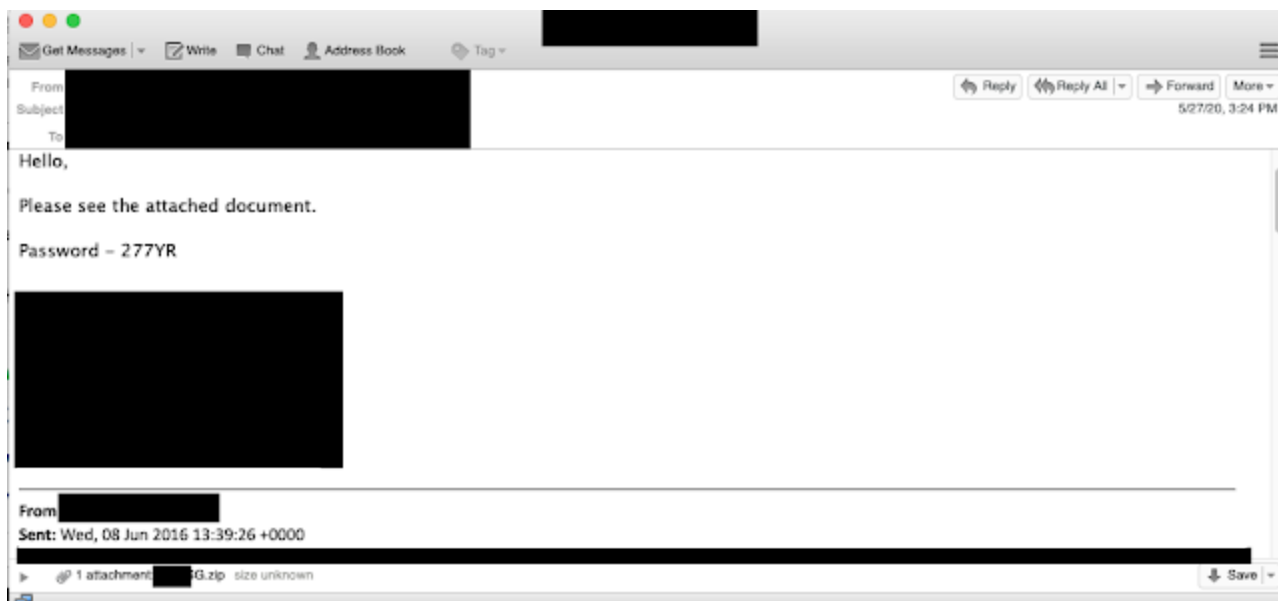 Get Messages Write Chat Address Book Tag
From Reply Reply All Forward More
Subject 5/27/20, 3:24 PM
To
Hello,
Please see the attached document.
Password – 277YR
From
Sent: Wed, 08 Jun 2016 13:39:26 +0000
1 attachment: G.zip size unknown Save